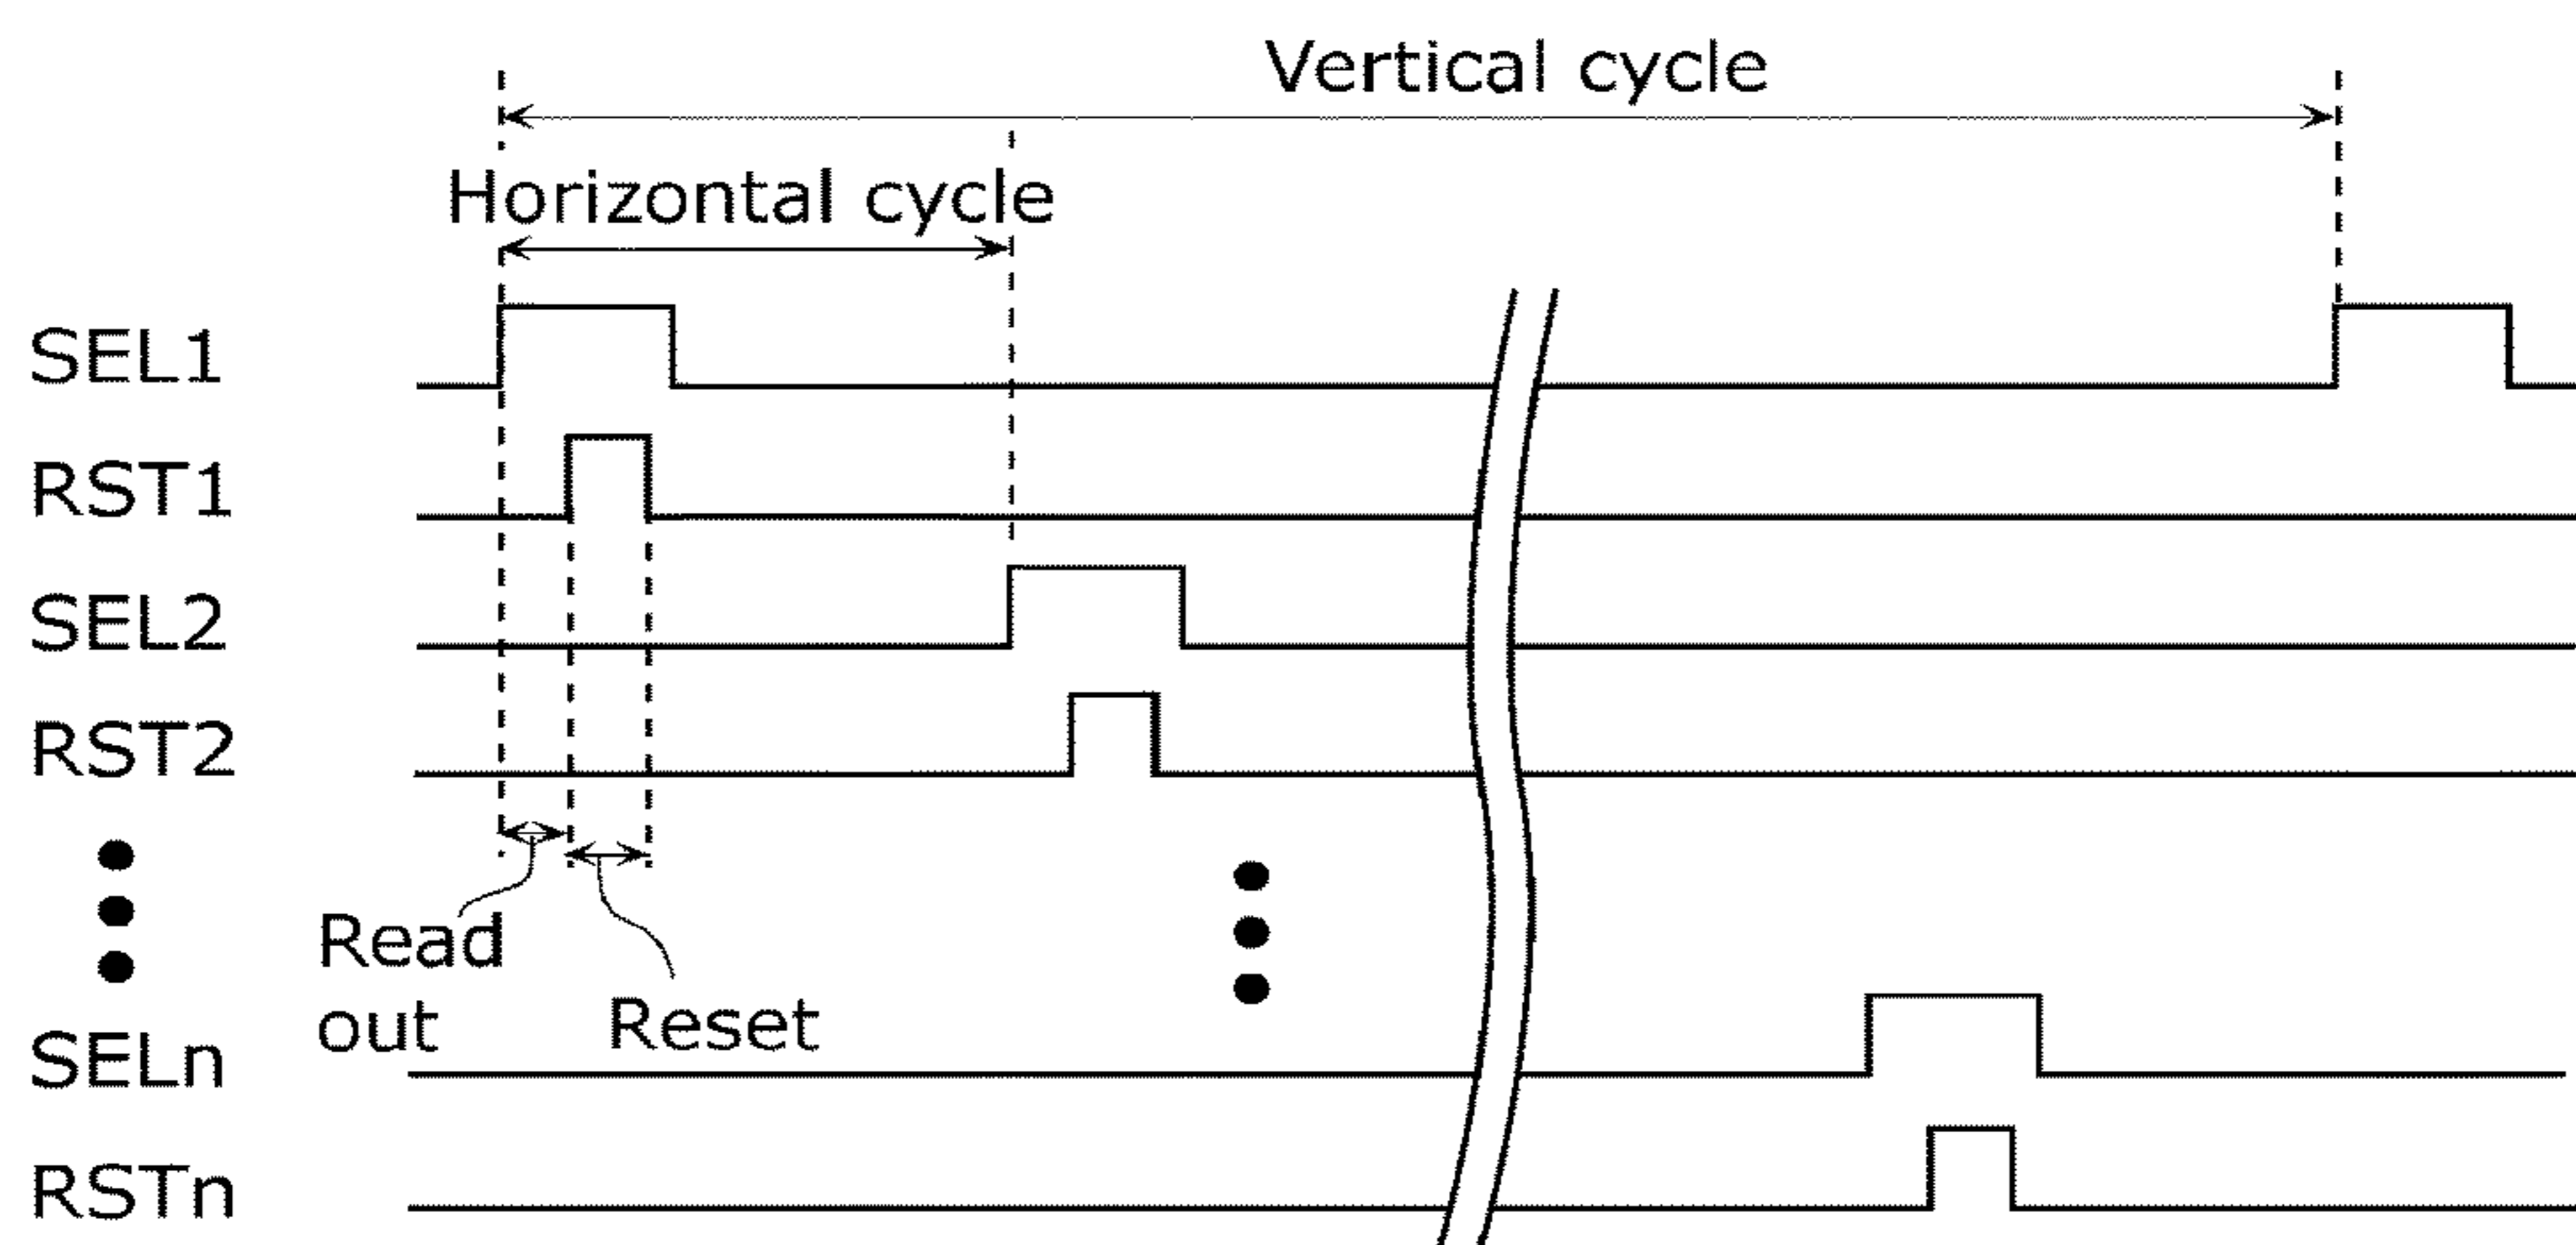 Vertical cycle
Horizontal cycle
SEL1
RST1
SEL2
RST2
Read
out
Reset
SELn
RSTn